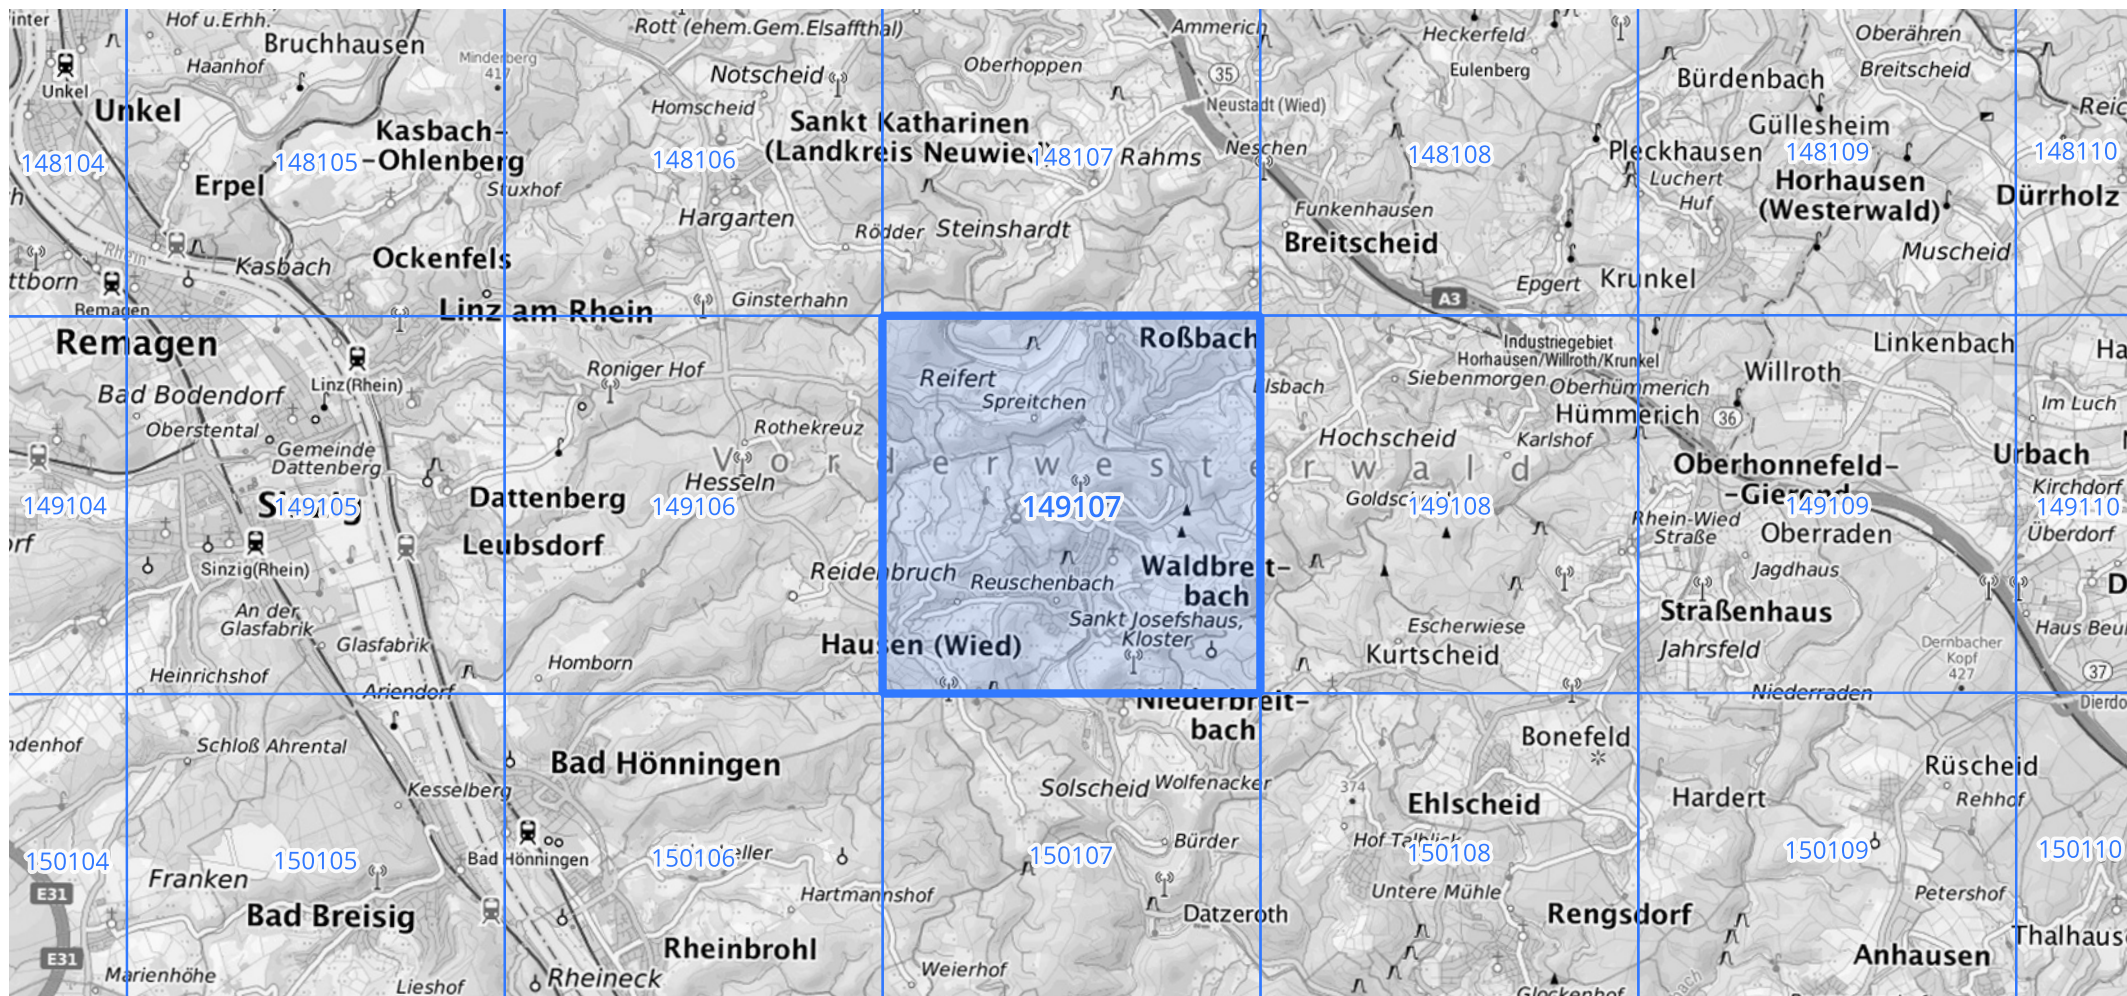 Hof u.Erhh.
Bruchhausen
Haanhof
Minderberg
417
Unkel
Unkel
Kasbach-
-Ohlenberg
148104
148105
Erpel
Stuxhof
Rhein
Kasbach
Ockenfels
ttborn
Remagen
Linz am Rhein
Rott (ehem.Gem.Elsaffthal)
Notscheid
Homscheid
148106
Hargarten
Rödder
Ginsterhahn
Oberhoppen
Sankt Katharinen
(Landkreis Neuwied)
148107
Rahms
Steinshardt
Ammerich
35
Neustadt (Wied)
Neschen
Heckerfeld
Eulenberg
148108
Funkenhausen
Breitscheid
Epgert
Krunkel
A3
Oberähren
Breitscheid
Bürdenbach
Güllesheim
Pleckhausen
148109
Luchert
Huf
Horhausen
(Westerwald)
Muscheid
148110
Dürrholz
Remagen
Linz(Rhein)
Bad Bodendorf
Oberstental
Gemeinde
Dattenberg
149104
149105
Sinzig
Sinzig(Rhein)
An der
Glasfabrik
Glasfabrik
Heinrichshof
Ariendorf
Dattenberg
Leubsdorf
Roniger Hof
Rothekreuz
Vorderwesterwald
Hesseln
149106
Reidenbruch
Homborn
Hausen (Wied)
Roßbach
Reifert
Spreitchen
149107
Waldbreit-
bach
Reuschenbach
Sankt Josefshaus,
Kloster
Niederbreit-
bach
Industriegebiet
Horhausen/Willroth/Krunkel
Siebenmorgen
Oberhümmerich
Hümmerich
36
Hochscheid
Karlshof
149108
Escherwiese
Kurtscheid
Linkenbach
Willroth
Im Luch
Oberhonnefeld-
-Gierend
Urbach
Kirchdorf
149109
149110
Rhein-Wied
Straße
Oberraden
Überdorf
Jagdhaus
Straßenhaus
Jahrsfeld
Dernbacher
Kopf
427
37
Niederraden
Schloß Ahrental
Kesselberg
150104
150105
E31
Franken
Bad Breisig
E31
Marienhöhe
Lieshof
Bad Hönningen
Bad Hönningen
150106
Hartmannshof
Rheinbrohl
Rheineck
Solscheid
Wolfenacker
Bürder
150107
Datzeroth
Weierhof
Bonefeld
374
Ehlscheid
Hof Talblick
150108
Untere Mühle
Rengsdorf
Glockenhof
Rüscheid
Hardert
Rehhof
150109
150110
Petershof
Anhausen